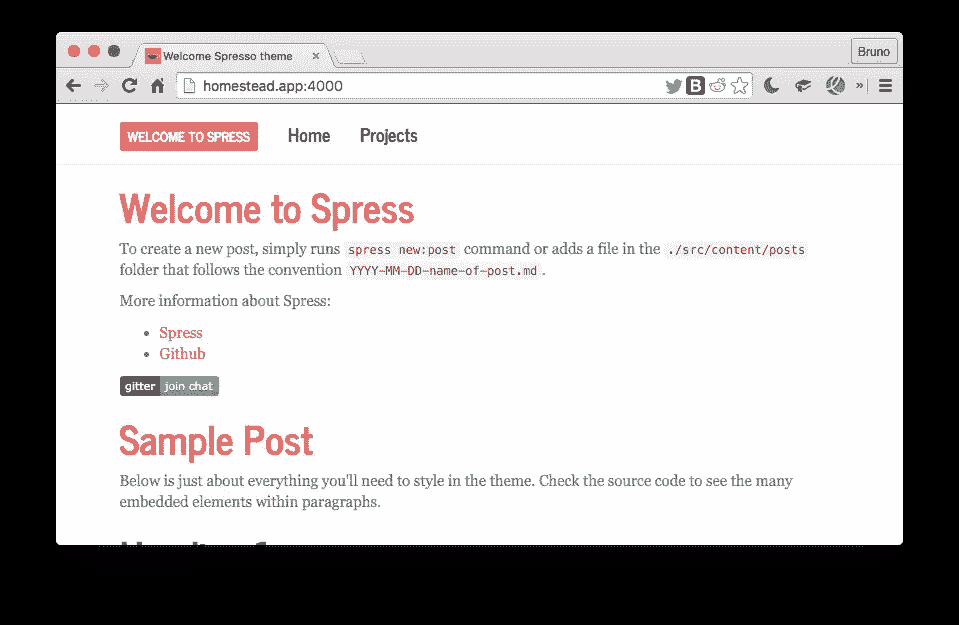 Welcome Spresso theme
Bruno
homestead.app:4000
WELCOME TO SPRESS Home Projects
Welcome to Spress
To create a new post, simply runs spress new:post command or adds a file in the ./src/content/posts
folder that follows the convention YYYY-MM-DD-name-of-post.md.
More information about Spress:
• Spress
• Github
gitter join chat
Sample Post
Below is just about everything you'll need to style in the theme. Check the source code to see the many
embedded elements within paragraphs.